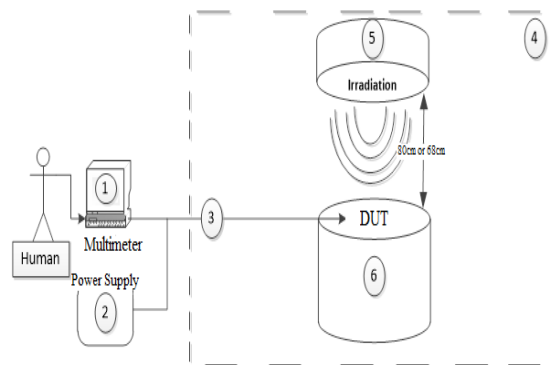 5
4
Irradiation
80cm or 68cm
1
3
DUT
Multimeter
Human
Power Supply
6
2